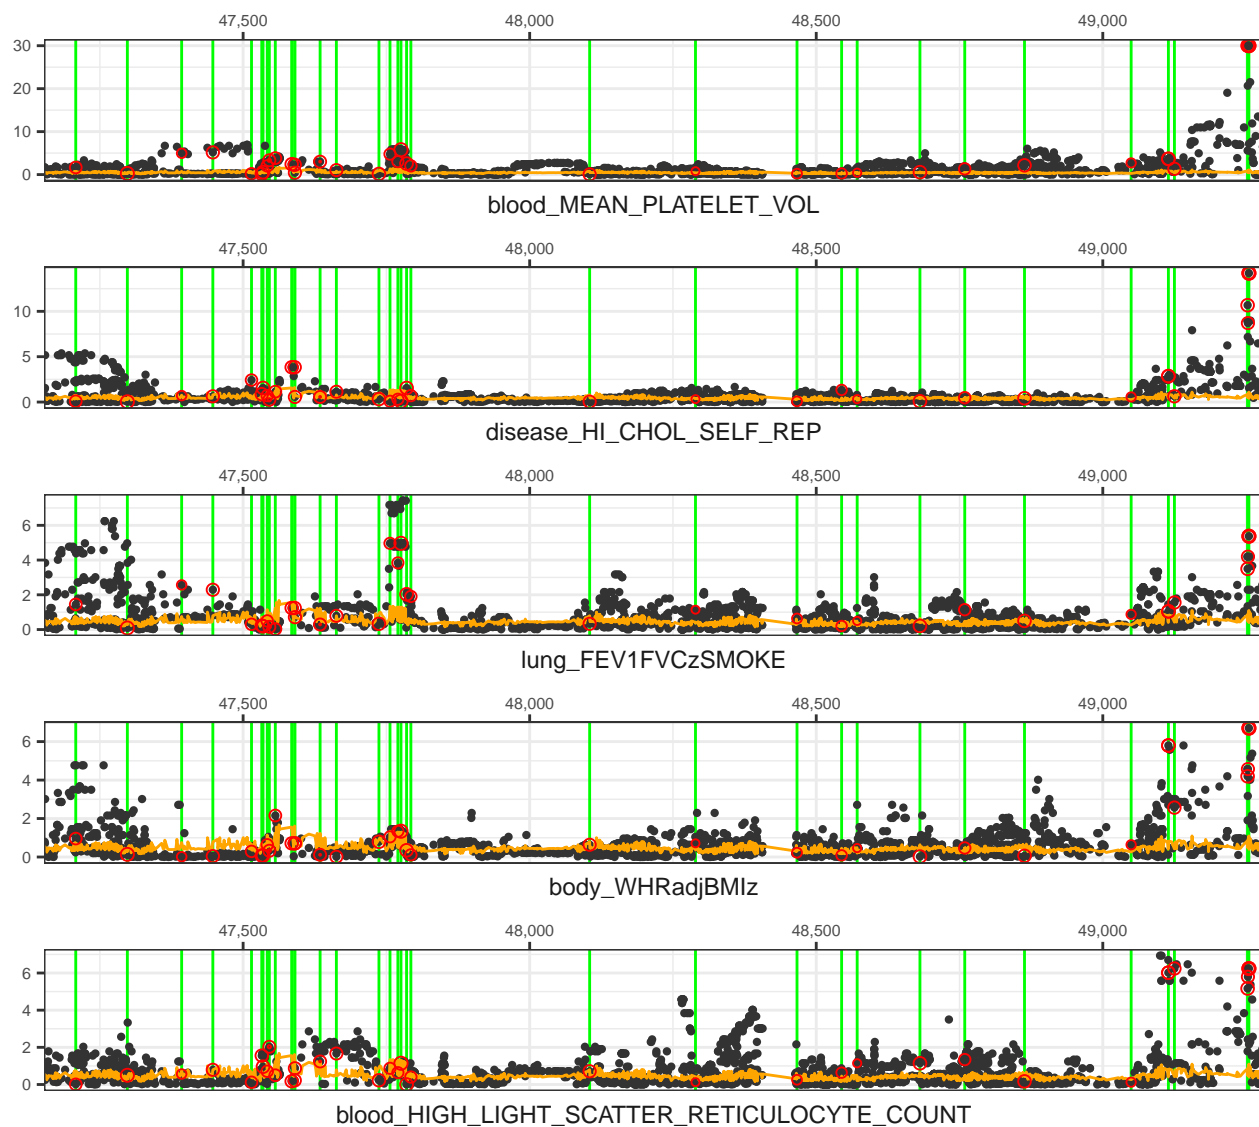 47,500 48,000 48,500 49,000
30
20
10
0
blood_MEAN_PLATELET_VOL
47,500 48,000 48,500 49,000
10
5
0
disease_HI_CHOL_SELF_REP
47,500 48,000 48,500 49,000
6
4
2
0
lung_FEV1FVCzSMOKE
47,500 48,000 48,500 49,000
6
4
2
0
body_WHRadjBMIz
47,500 48,000 48,500 49,000
6
4
2
0
blood_HIGH_LIGHT_SCATTER_RETICULOCYTE_COUNT